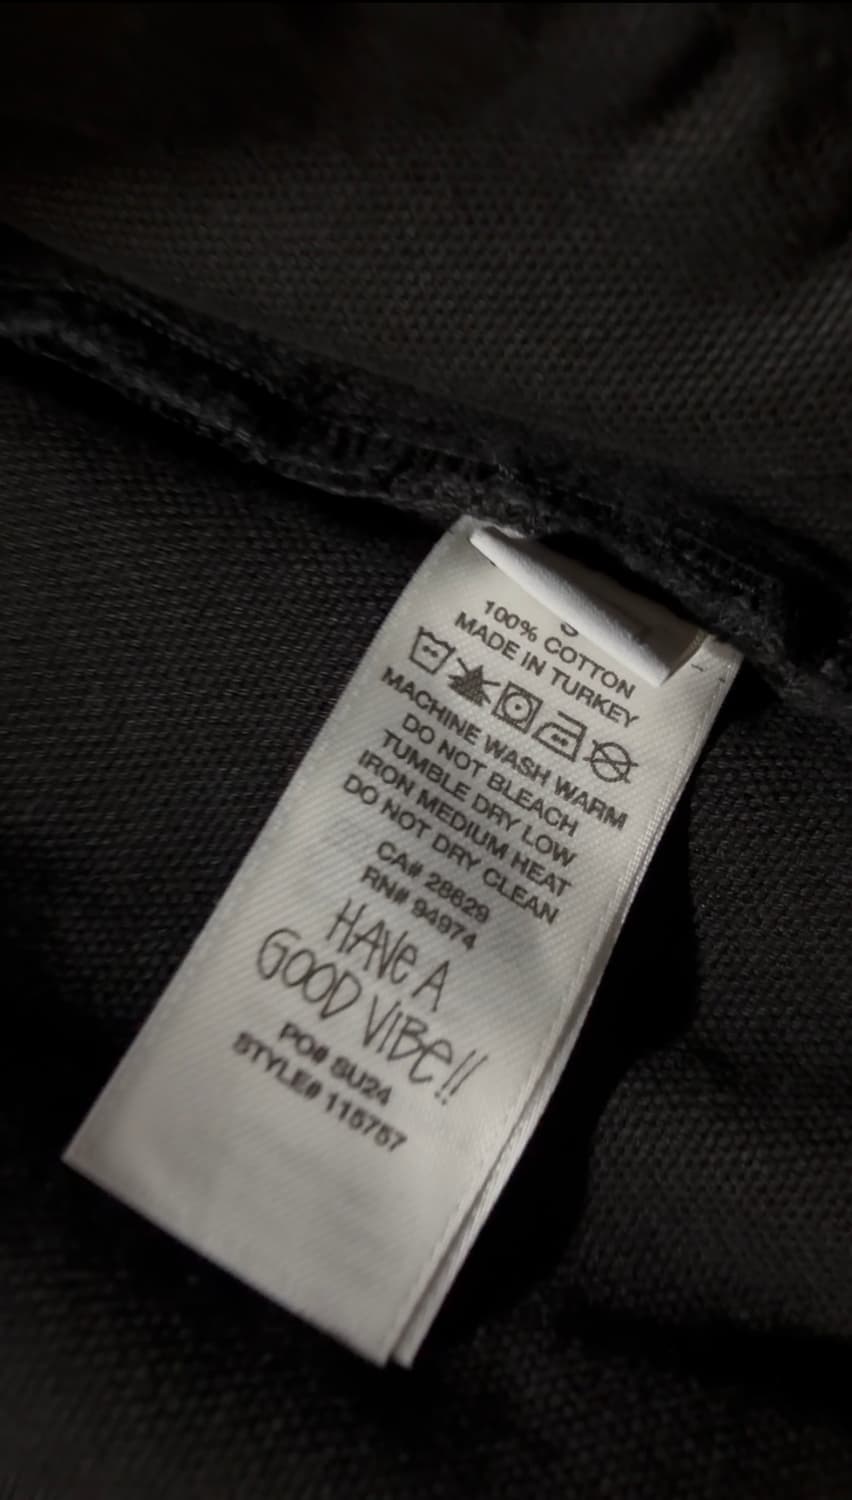 100% COTTON
MADE IN TURKEY
MACHINE WASH WARM
DO NOT BLEACH
TUMBLE DRY LOW
IRON MEDIUM HEAT
DO NOT DRY CLEAN
CA# 28629
RN# 94974
HAVe A
GOOD VIBe!!
PO# SU24
STYLE# 115757